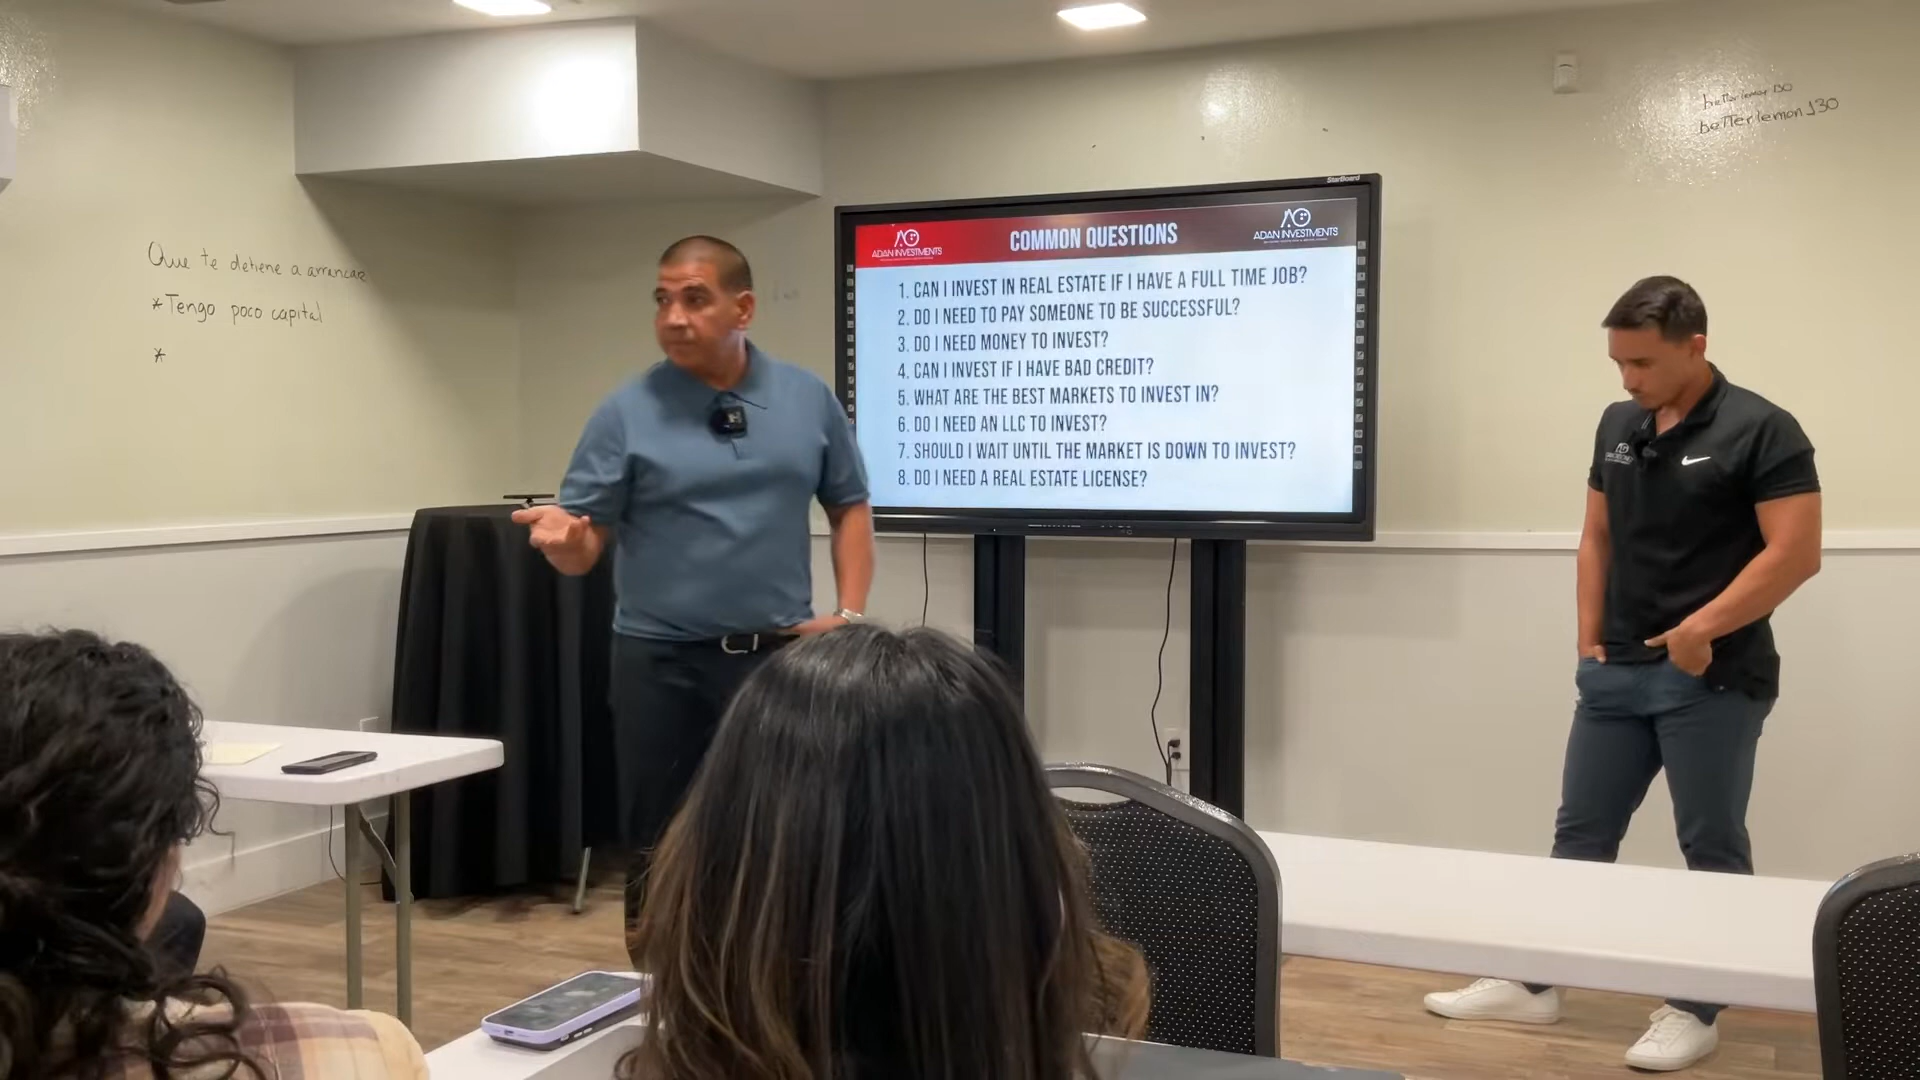 betterlemon130
betterlemon130
StarBoard
ADAN INVESTMENTS
COMMON QUESTIONS
ADAN INVESTMENTS
1. CAN I INVEST IN REAL ESTATE IF I HAVE A FULL TIME JOB?
2. DO I NEED TO PAY SOMEONE TO BE SUCCESSFUL?
3. DO I NEED MONEY TO INVEST?
4. CAN I INVEST IF I HAVE BAD CREDIT?
5. WHAT ARE THE BEST MARKETS TO INVEST IN?
6. DO I NEED AN LLC TO INVEST?
7. SHOULD I WAIT UNTIL THE MARKET IS DOWN TO INVEST?
8. DO I NEED A REAL ESTATE LICENSE?
Que te detiene a arrancar
*Tengo poco capital
*